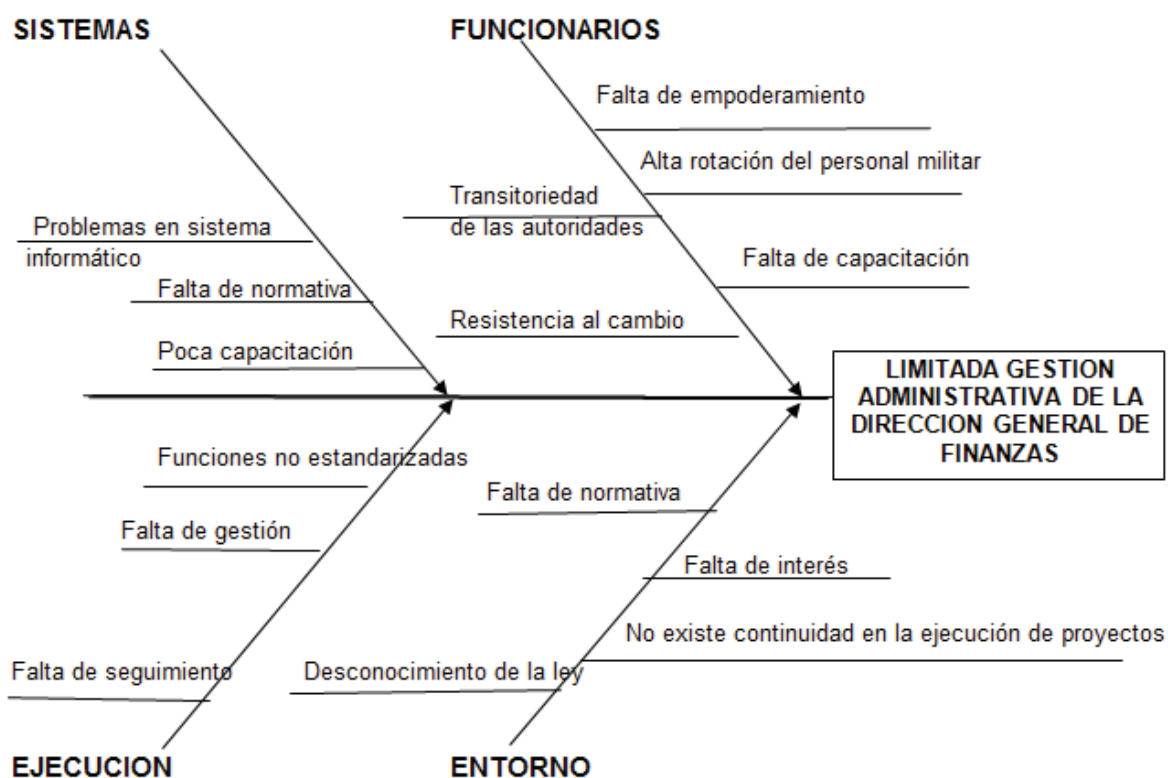 SISTEMAS
FUNCIONARIOS
Falta de empoderamiento
Alta rotación del personal militar
Transitoriedad
de las autoridades
Problemas en sistema
informático
Falta de capacitación
Falta de normativa
Resistencia al cambio
Poca capacitación
LIMITADA GESTION
ADMINISTRATIVA DE LA
DIRECCION GENERAL DE
FINANZAS
Funciones no estandarizadas
Falta de normativa
Falta de gestión
Falta de interés
No existe continuidad en la ejecución de proyectos
Falta de seguimiento
Desconocimiento de la ley
EJECUCION
ENTORNO